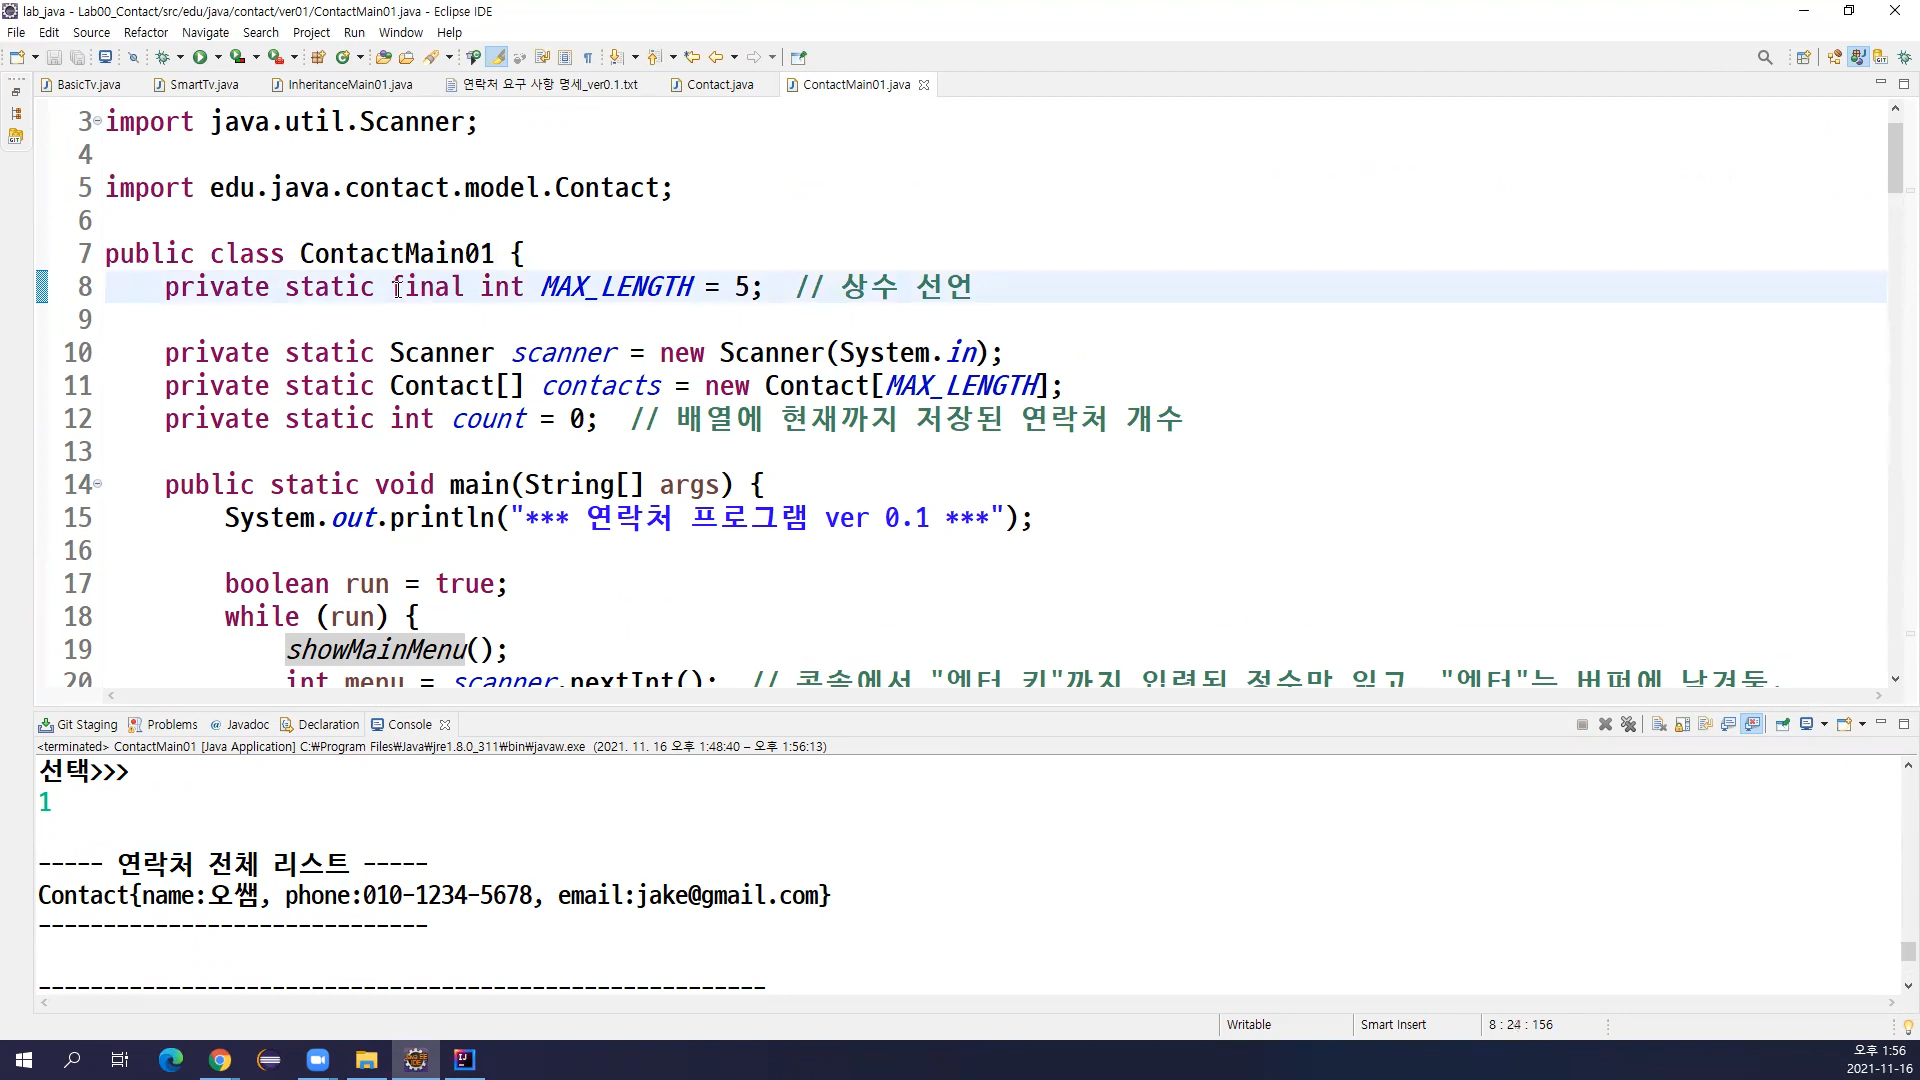 lab_java - Lab00_Contact/src/edu/java/contact/ver01/ContactMain01.java - Eclipse IDE
File Edit Source Refactor Navigate Search Project Run Window Help
BasicTv.java SmartTv.java InheritanceMain01.java 연락처 요구 사항 명세_ver0.1.txt Contact.java ContactMain01.java
3 import java.util.Scanner;
4
5 import edu.java.contact.model.Contact;
6
7 public class ContactMain01 {
8 private static final int MAX_LENGTH = 5; // 상수 선언
9
10 private static Scanner scanner = new Scanner(System.in);
11 private static Contact[] contacts = new Contact[MAX_LENGTH];
12 private static int count = 0; // 배열에 현재까지 저장된 연락처 개수
13
14 public static void main(String[] args) {
15 System.out.println("*** 연락처 프로그램 ver 0.1 ***");
16
17 boolean run = true;
18 while (run) {
19 showMainMenu();
20 int menu = scanner.nextInt(); // 콘솔에서 "엔터 키"까지 입력된 정수만 읽고, "엔터"는 버퍼에 남겨둠.
Git Staging Problems Javadoc Declaration Console
<terminated> ContactMain01 [Java Application] C:₩Program Files₩Java₩jre1.8.0_311₩bin₩javaw.exe (2021. 11. 16 오후 1:48:40 – 오후 1:56:13)
선택>>>
1
----- 연락처 전체 리스트 -----
Contact{name:오쌤, phone:010-1234-5678, email:jake@gmail.com}
------------------------------
--------------------------------------------------------
Writable Smart Insert 8 : 24 : 156
오후 1:56
2021-11-16